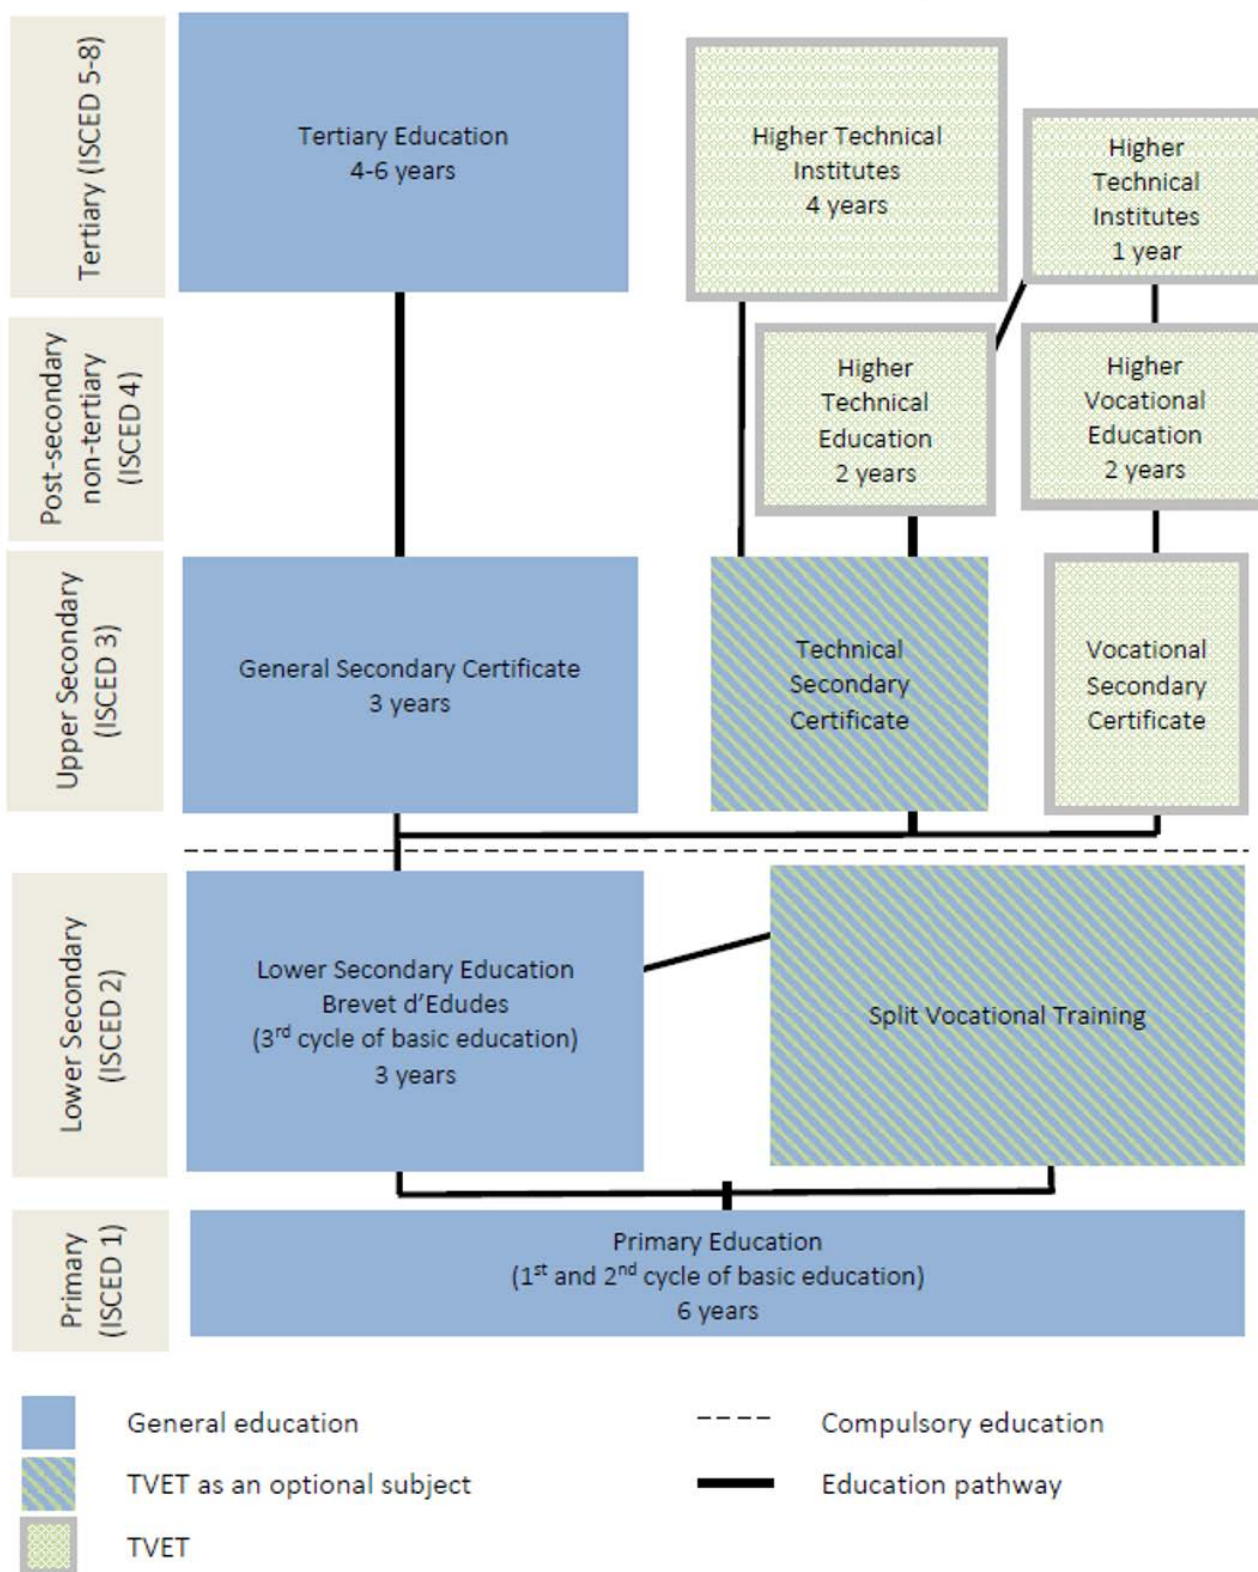 Tertiary (ISCED 5-8)
Tertiary Education
4-6 years
Higher Technical
Institutes
4 years
Higher
Technical
Institutes
1 year
Post-secondary
non-tertiary
(ISCED 4)
Higher
Technical
Education
2 years
Higher
Vocational
Education
2 years
Upper Secondary
(ISCED 3)
General Secondary Certificate
3 years
Technical
Secondary
Certificate
Vocational
Secondary
Certificate
Lower Secondary
(ISCED 2)
Lower Secondary Education
Brevet d’Edudes
(3rd cycle of basic education)
3 years
Split Vocational Training
Primary
(ISCED 1)
Primary Education
(1st and 2nd cycle of basic education)
6 years
General education
Compulsory education
TVET as an optional subject
Education pathway
TVET